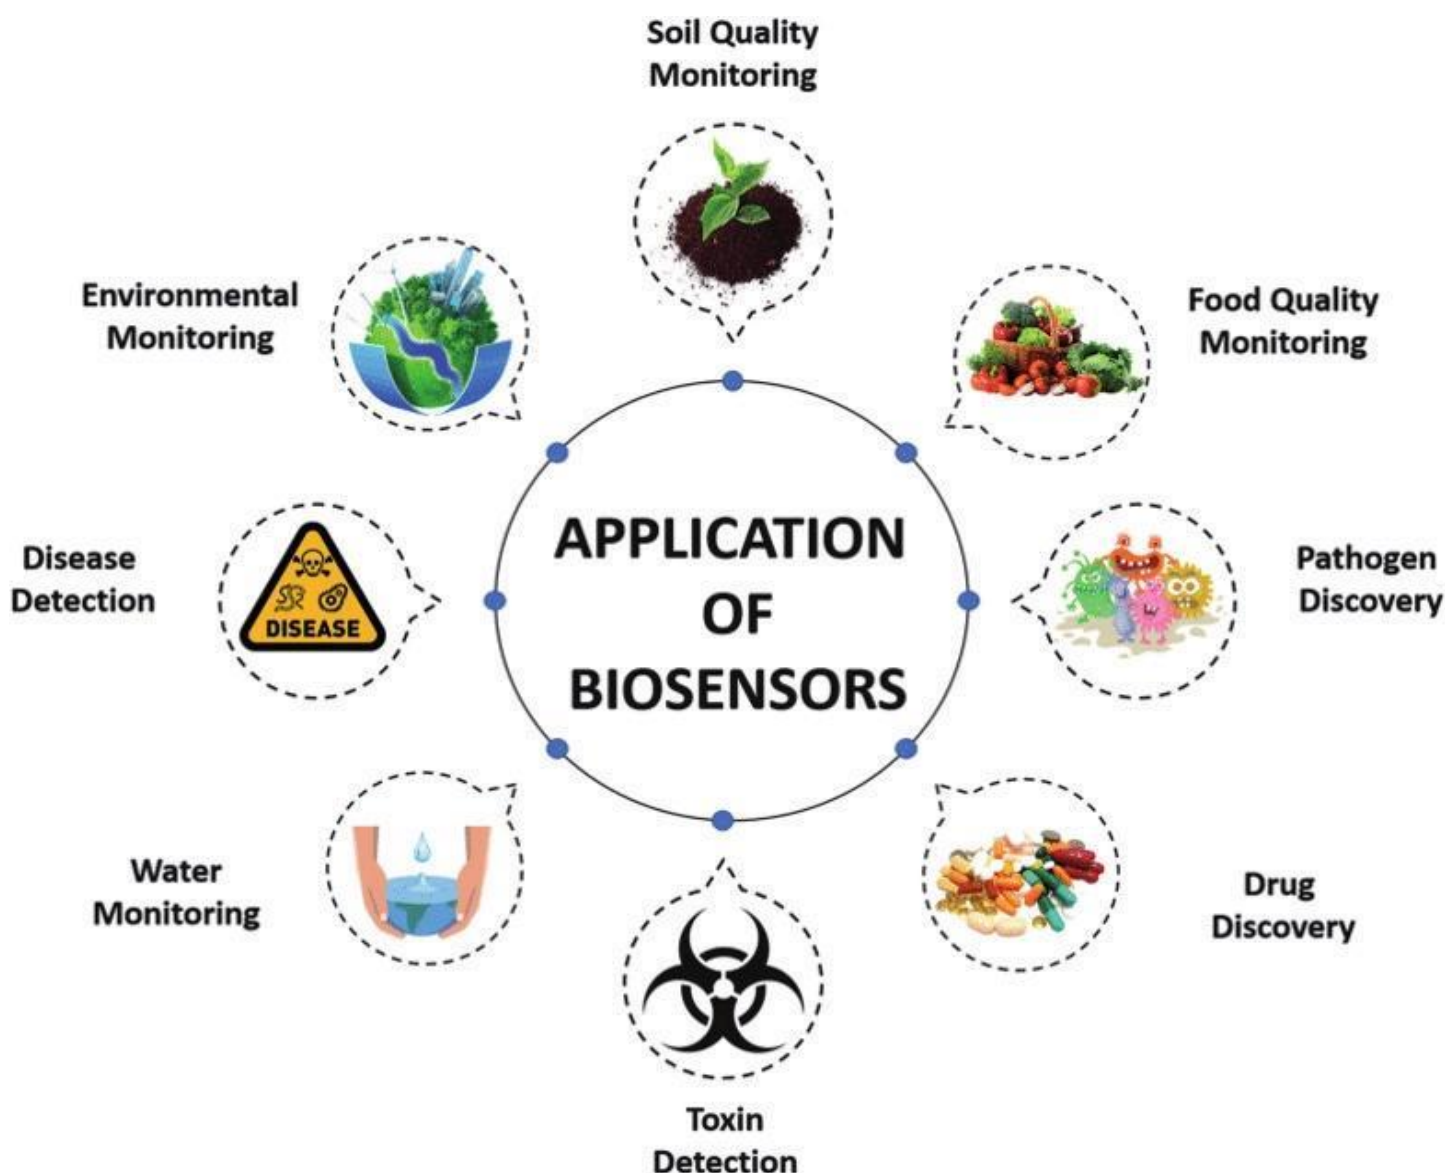 Soil Quality
Monitoring
Environmental
Monitoring
Food Quality
Monitoring
APPLICATION
OF
BIOSENSORS
Disease
Detection
DISEASE
Pathogen
Discovery
Water
Monitoring
Drug
Discovery
Toxin
Detection